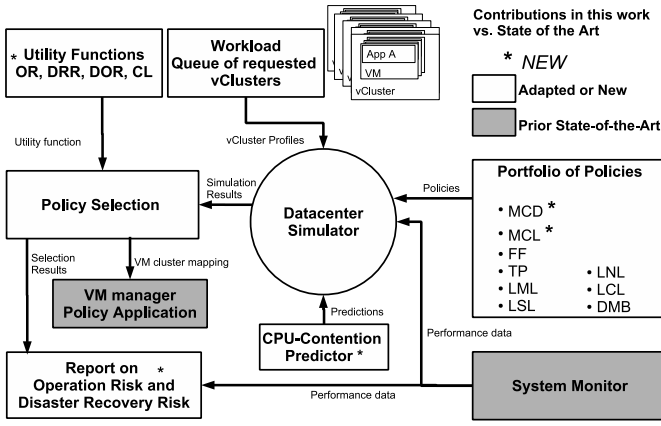 * Utility Functions
OR, DRR, DOR, CL
Workload
Queue of requested
vClusters
App A
VM
vCluster
Contributions in this work
vs. State of the Art
* NEW
Adapted or New
Prior State-of-the-Art
Utility function
vCluster Profiles
Simulation
Results
Policies
Policy Selection
Datacenter
Simulator
Portfolio of Policies
• MCD *
• MCL *
• FF
• TP
• LML
• LSL
• LNL
• LCL
• DMB
Selection
Results
VM cluster mapping
VM manager
Policy Application
Predictions
CPU-Contention
Predictor *
Performance data
Report on *
Operation Risk and
Disaster Recovery Risk
Performance data
System Monitor